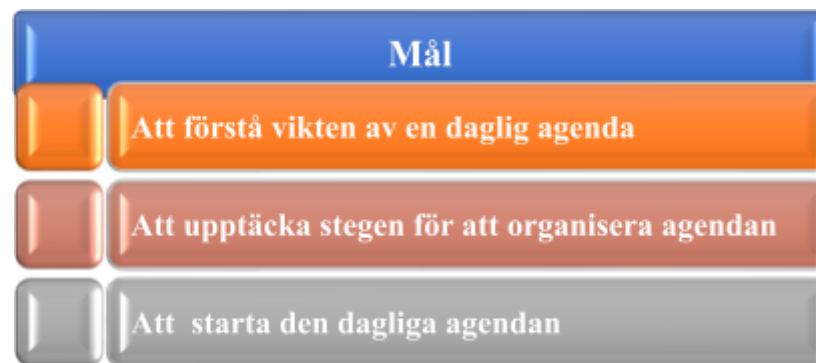 Mål
Att förstå vikten av en daglig agenda
Att upptäcka stegen för att organisera agendan
Att starta den dagliga agendan